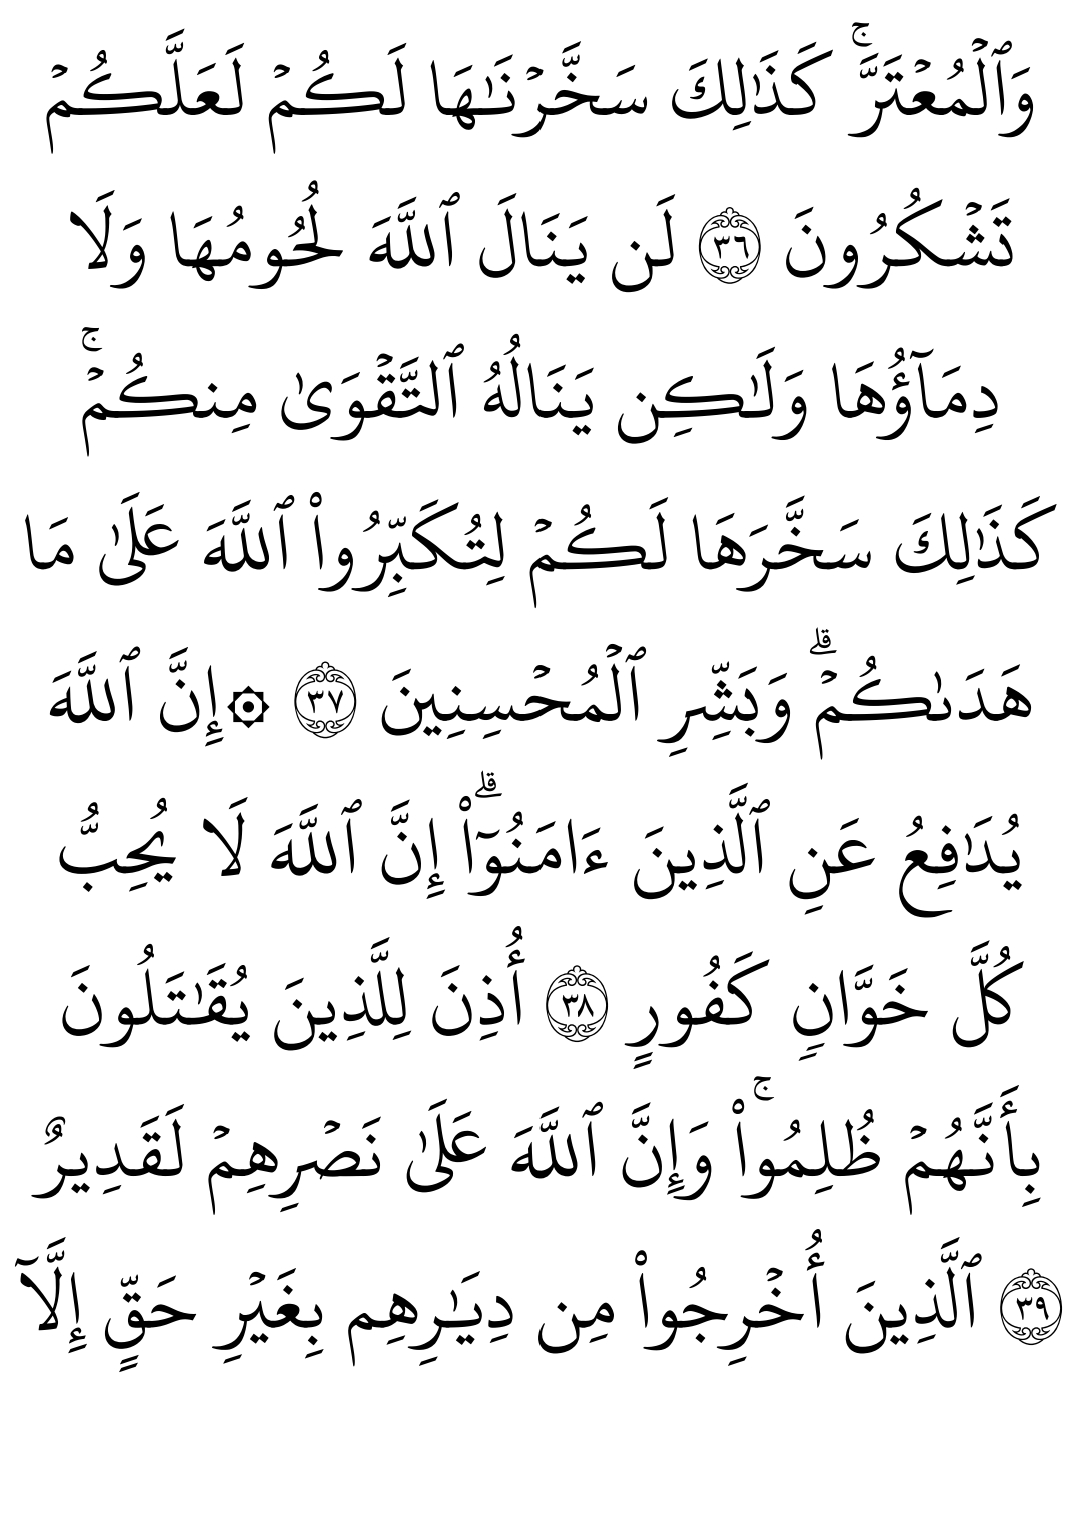 وَٱلْمُعْتَرَّ ۚ كَذَٰلِكَ سَخَّرْنَـٰهَا لَكُمْ لَعَلَّكُمْ
تَشْكُرُونَ ٣٦ لَن يَنَالَ ٱللَّهَ لُحُومُهَا وَلَا
دِمَآؤُهَا وَلَـٰكِن يَنَالُهُ ٱلتَّقْوَىٰ مِنكُمْ ۚ
كَذَٰلِكَ سَخَّرَهَا لَكُمْ لِتُكَبِّرُوا۟ ٱللَّهَ عَلَىٰ مَا
هَدَىٰكُمْ ۗ وَبَشِّرِ ٱلْمُحْسِنِينَ ٣٧ ۞ إِنَّ ٱللَّهَ
يُدَٰفِعُ عَنِ ٱلَّذِينَ ءَامَنُوٓا۟ ۗ إِنَّ ٱللَّهَ لَا يُحِبُّ
كُلَّ خَوَّانٍۢ كَفُورٍ ٣٨ أُذِنَ لِلَّذِينَ يُقَـٰتَلُونَ
بِأَنَّهُمْ ظُلِمُوا۟ ۚ وَإِنَّ ٱللَّهَ عَلَىٰ نَصْرِهِمْ لَقَدِيرٌ
٣٩ ٱلَّذِينَ أُخْرِجُوا۟ مِن دِيَـٰرِهِم بِغَيْرِ حَقٍّ إِلَّآ